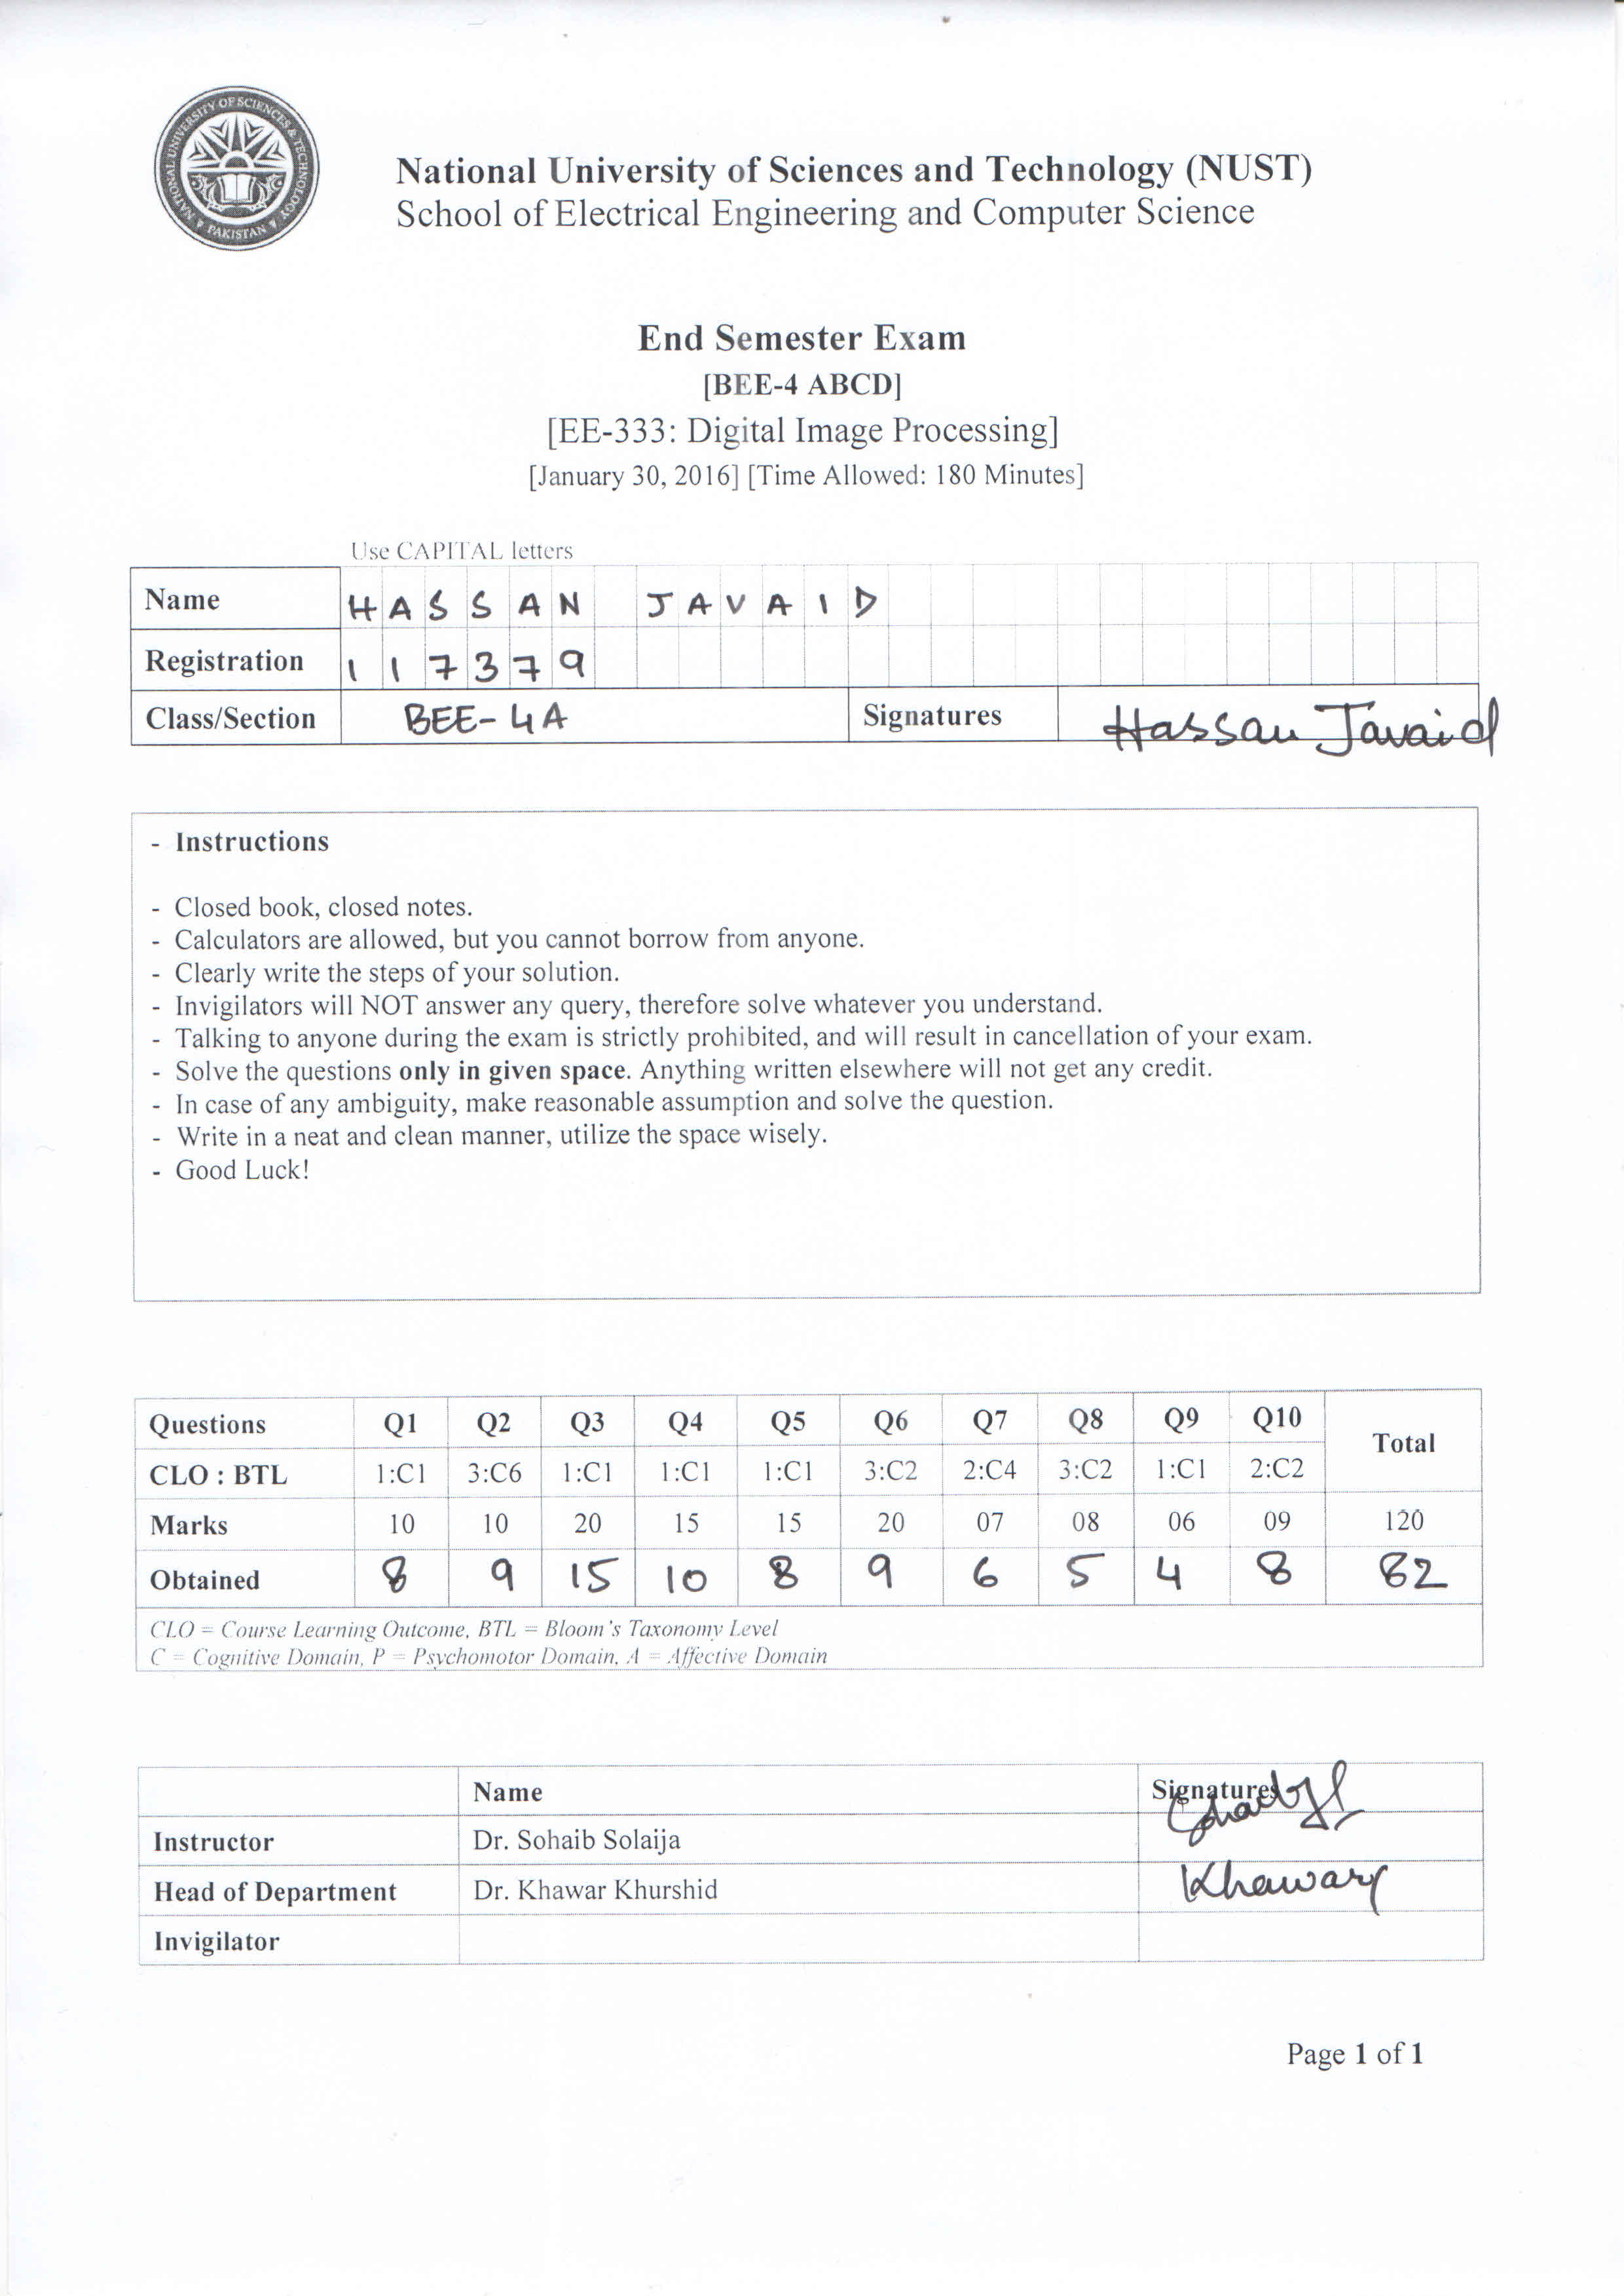 NATIONAL UNIVERSITY OF SCIENCES & TECHNOLOGY
PAKISTAN
National University of Sciences and Technology (NUST)
School of Electrical Engineering and Computer Science
End Semester Exam
[BEE-4 ABCD]
[EE-333: Digital Image Processing]
[January 30, 2016] [Time Allowed: 180 Minutes]
Use CAPITAL letters
Name HASSAN JAVAID
Registration 117379
Class/Section BEE-4A Signatures Hassan Javaid
- Instructions
- Closed book, closed notes.
- Calculators are allowed, but you cannot borrow from anyone.
- Clearly write the steps of your solution.
- Invigilators will NOT answer any query, therefore solve whatever you understand.
- Talking to anyone during the exam is strictly prohibited, and will result in cancellation of your exam.
- Solve the questions only in given space. Anything written elsewhere will not get any credit.
- In case of any ambiguity, make reasonable assumption and solve the question.
- Write in a neat and clean manner, utilize the space wisely.
- Good Luck!
Questions Q1 Q2 Q3 Q4 Q5 Q6 Q7 Q8 Q9 Q10 Total
CLO : BTL 1:C1 3:C6 1:C1 1:C1 1:C1 3:C2 2:C4 3:C2 1:C1 2:C2
Marks 10 10 20 15 15 20 07 08 06 09 120
Obtained 8 9 15 10 8 9 6 5 4 8 82
CLO = Course Learning Outcome, BTL = Bloom's Taxonomy Level
C = Cognitive Domain, P = Psychomotor Domain, A = Affective Domain
Name Signatures
Instructor Dr. Sohaib Solaija
Head of Department Dr. Khawar Khurshid Khawar
Invigilator
Page 1 of 1